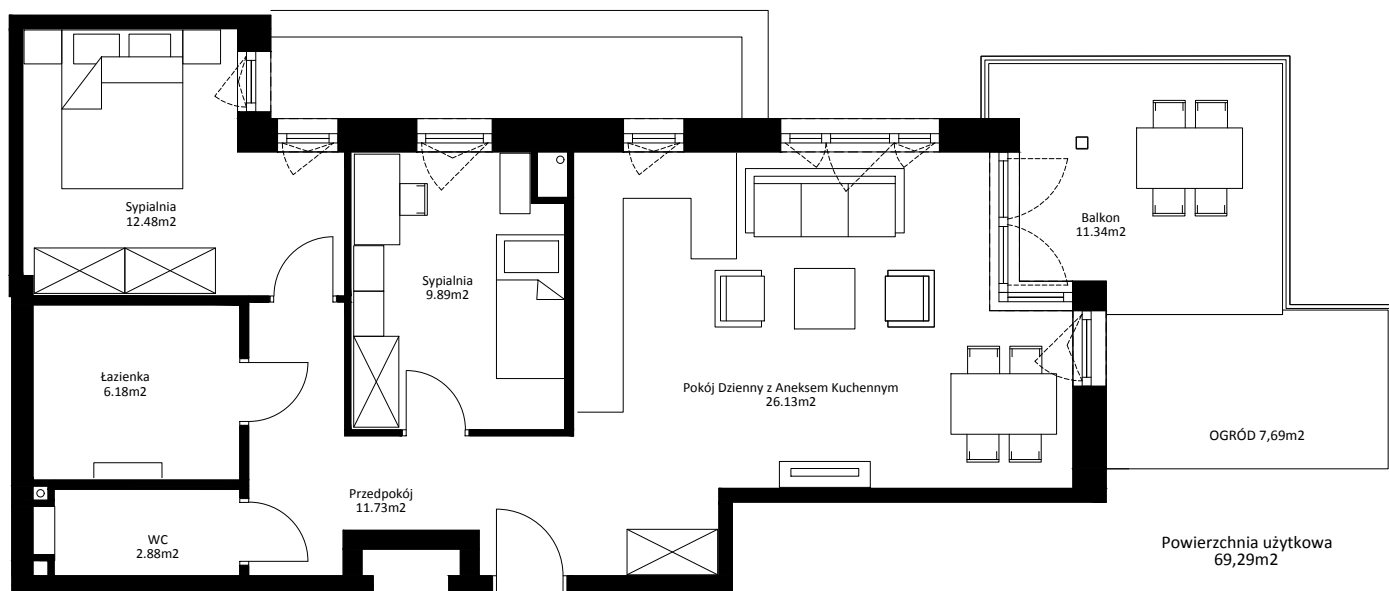 Sypialnia
12.48m2
Sypialnia
9.89m2
Balkon
11.34m2
Łazienka
6.18m2
Pokój Dzienny z Aneksem Kuchennym
26.13m2
OGRÓD 7,69m2
Przedpokój
11.73m2
WC
2.88m2
Powierzchnia użytkowa
69,29m2